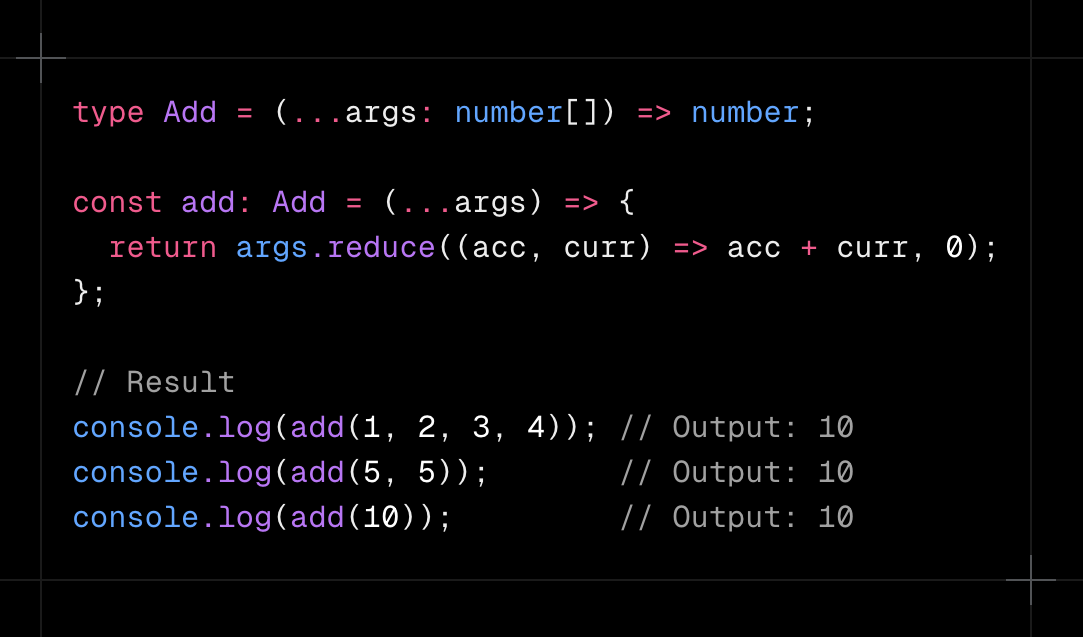 type Add = (...args: number[]) => number;

const add: Add = (...args) => {
  return args.reduce((acc, curr) => acc + curr, 0);
};

// Result
console.log(add(1, 2, 3, 4)); // Output: 10
console.log(add(5, 5));       // Output: 10
console.log(add(10));         // Output: 10